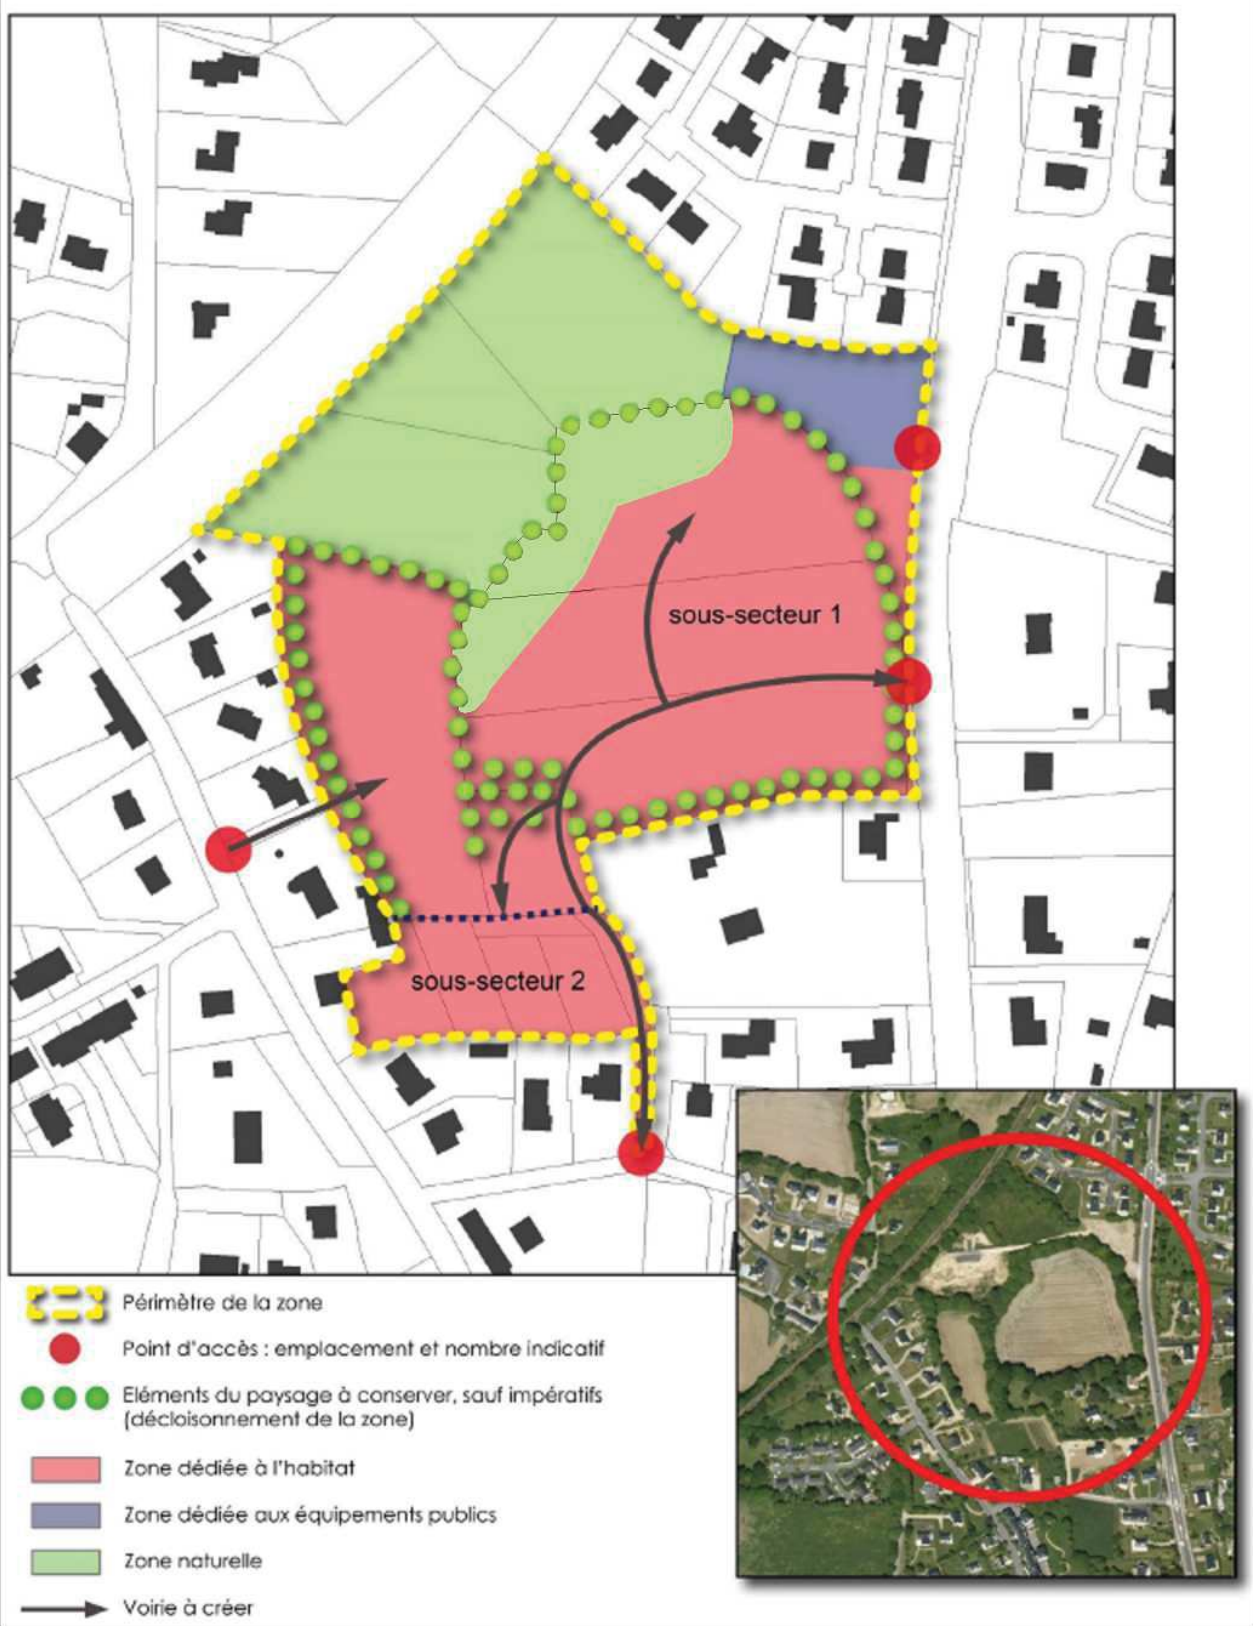 sous-secteur 1
sous-secteur 2
Périmètre de la zone
Point d'accès : emplacement et nombre indicatif
Eléments du paysage à conserver, sauf impératifs
(décloisonnement de la zone)
Zone dédiée à l'habitat
Zone dédiée aux équipements publics
Zone naturelle
Voirie à créer